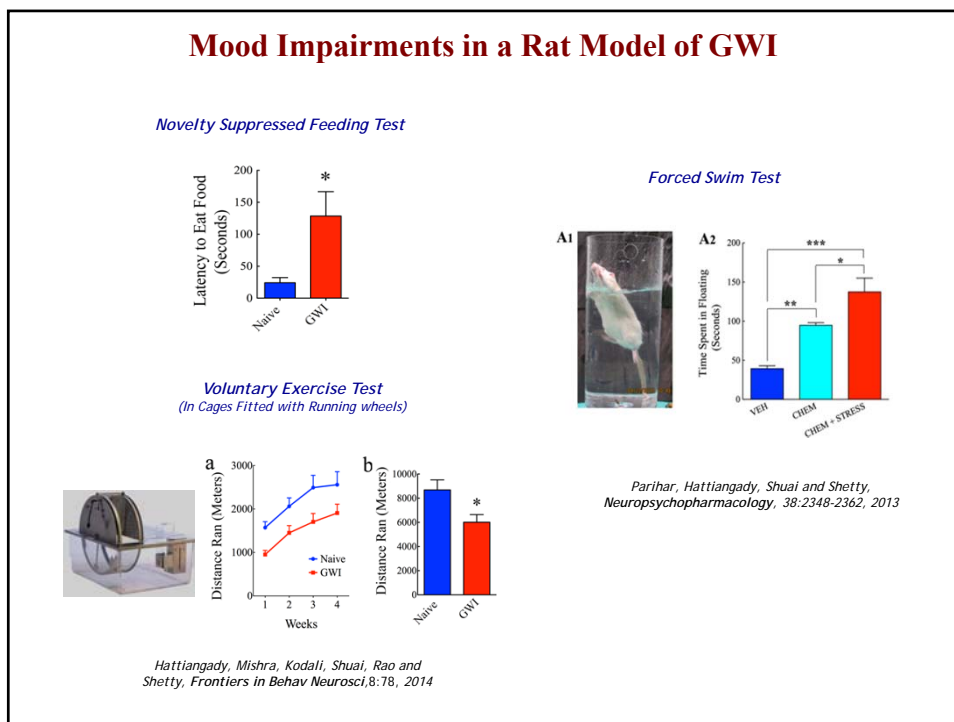 Mood Impairments in a Rat Model of GWI
Novelty Suppressed Feeding Test
200
150
100
50
0
Latency to Eat Food
(Seconds)
*
Naive
GWI
Forced Swim Test
A1
A2
200
150
100
50
0
Time Spent in Floating
(Seconds)
***
*
**
VEH
CHEM
CHEM + STRESS
Parihar, Hattiangady, Shuai and Shetty,
Neuropsychopharmacology, 38:2348-2362, 2013
Voluntary Exercise Test
(In Cages Fitted with Running wheels)
a
3000
2000
1000
0
Distance Ran (Meters)
Naive
GWI
1 2 3 4
Weeks
b
10000
8000
6000
4000
2000
0
Distance Ran (Meters)
*
Naive
GWI
Hattiangady, Mishra, Kodali, Shuai, Rao and
Shetty, Frontiers in Behav Neurosci,8:78, 2014